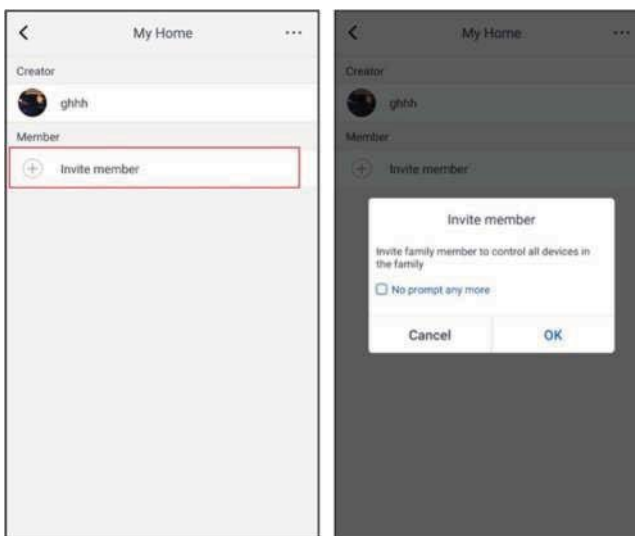 My Home
Creator
ghhh
Member
Invite member
My Home
Creator
ghhh
Member
Invite member
Invite member
Invite family member to control all devices in
the family
No prompt any more
Cancel OK